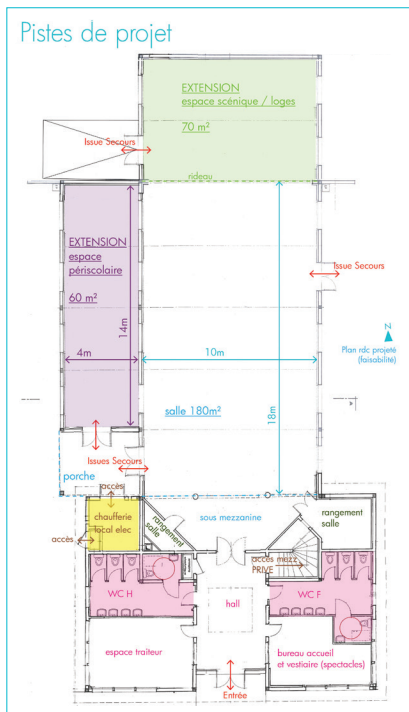 Pistes de projet
EXTENSION
espace scénique / loges
70 m²
Issue Secours
rideau
EXTENSION
espace
périscolaire
60 m²
14m
4m
10m
Issue Secours
N
Plan rdc projeté
(faisabilité)
salle 180m²
18m
Issues Secours
porche
accès
chaufferie
local elec
accès
rangement
salle
sous mezzanine
rangement
salle
accès mezz
PRIVE
WC H
hall
WC F
espace traiteur
bureau accueil
et vestiaire (spectacles)
Entrée